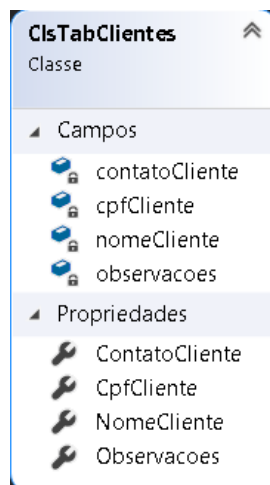 ClsTabClientes
Classe
Campos
contatoCliente
cpfCliente
nomeCliente
observacoes
Propriedades
ContatoCliente
CpfCliente
NomeCliente
Observacoes